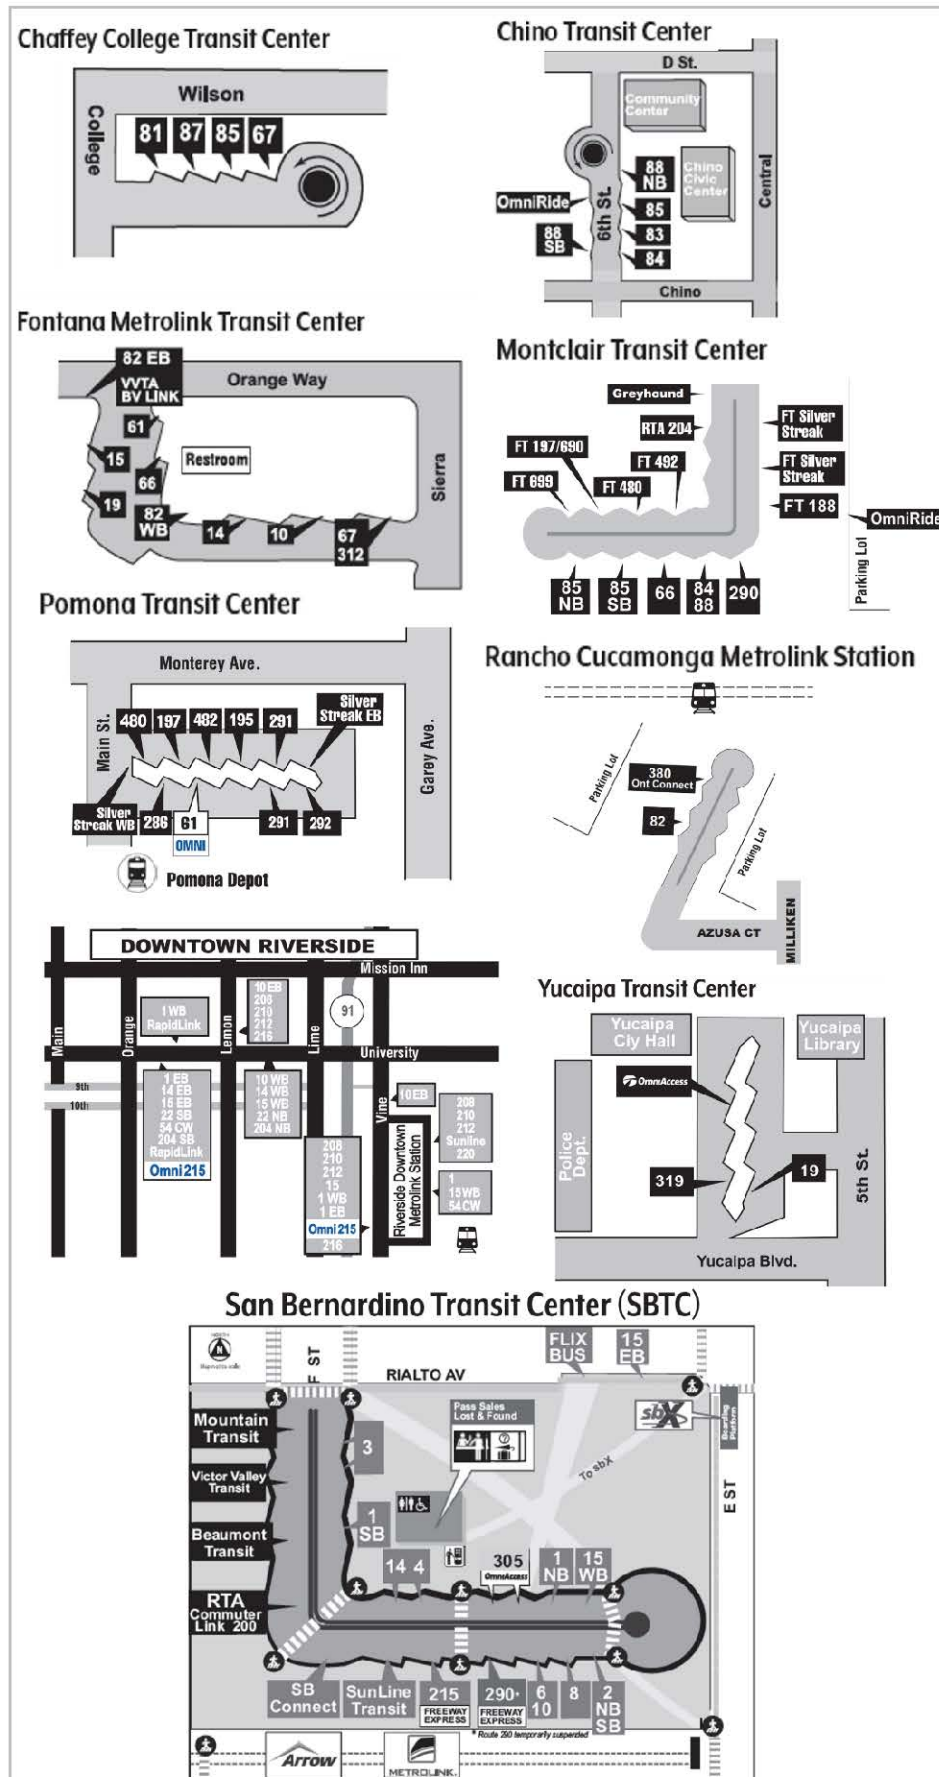 Chaffey College Transit Center
Wilson
College
81
87
85
67
Chino Transit Center
D St.
Community
Center
Chino
Civic
Center
Central
88
NB
OmniRide
6th St.
85
88
SB
83
84
Chino
Fontana Metrolink Transit Center
82 EB
VVTA
BV LINK
Orange Way
61
15
Restroom
66
19
82
WB
14
10
67
312
Sierra
Montclair Transit Center
Greyhound
RTA 204
FT Silver
Streak
FT 197/690
FT 492
FT Silver
Streak
FT 699
FT 480
FT 188
OmniRide
Parking Lot
85
NB
85
SB
66
84
88
290
Pomona Transit Center
Monterey Ave.
Main St.
Garey Ave.
Silver
Streak EB
480
197
482
195
291
Silver
Streak WB
286
61
OMNI
291
292
Pomona Depot
Rancho Cucamonga Metrolink Station
Parking Lot
380
Ont Connect
82
Parking Lot
AZUSA CT
MILLIKEN
DOWNTOWN RIVERSIDE
Mission Inn
Main
Orange
Lemon
Lime
91
Vine
1 WB
RapidLink
10 EB
208
210
212
216
University
9th
10th
1 EB
14 EB
15 EB
22 SB
54 CW
204 SB
RapidLink
Omni 215
10 WB
14 WB
15 WB
22 NB
204 NB
208
210
212
15
1 WB
1 EB
Omni 215
216
10EB
Riverside Downtown
Metrolink Station
208
210
212
Sunline
220
1
15WB
54 CW
Yucaipa Transit Center
Yucaipa
Cly Hall
Yucaipa
Library
OmniAccess
Police
Dept.
319
19
5th St.
Yucaipa Blvd.
San Bernardino Transit Center (SBTC)
NORTH
N
F ST
RIALTO AV
FLIX
BUS
15
EB
sbX
Boarding
Platform
E ST
Mountain
Transit
Pass Sales
Lost & Found
3
Victor Valley
Transit
To sbX
1
SB
Beaumont
Transit
14 4
305
OmniAccess
1
NB
15
WB
RTA
Commuter
Link 200
SB
Connect
SunLine
Transit
215
FREEWAY
EXPRESS
290*
FREEWAY
EXPRESS
6
10
8
2
NB
SB
* Route 290 temporarily suspended
Arrow
METROLINK.